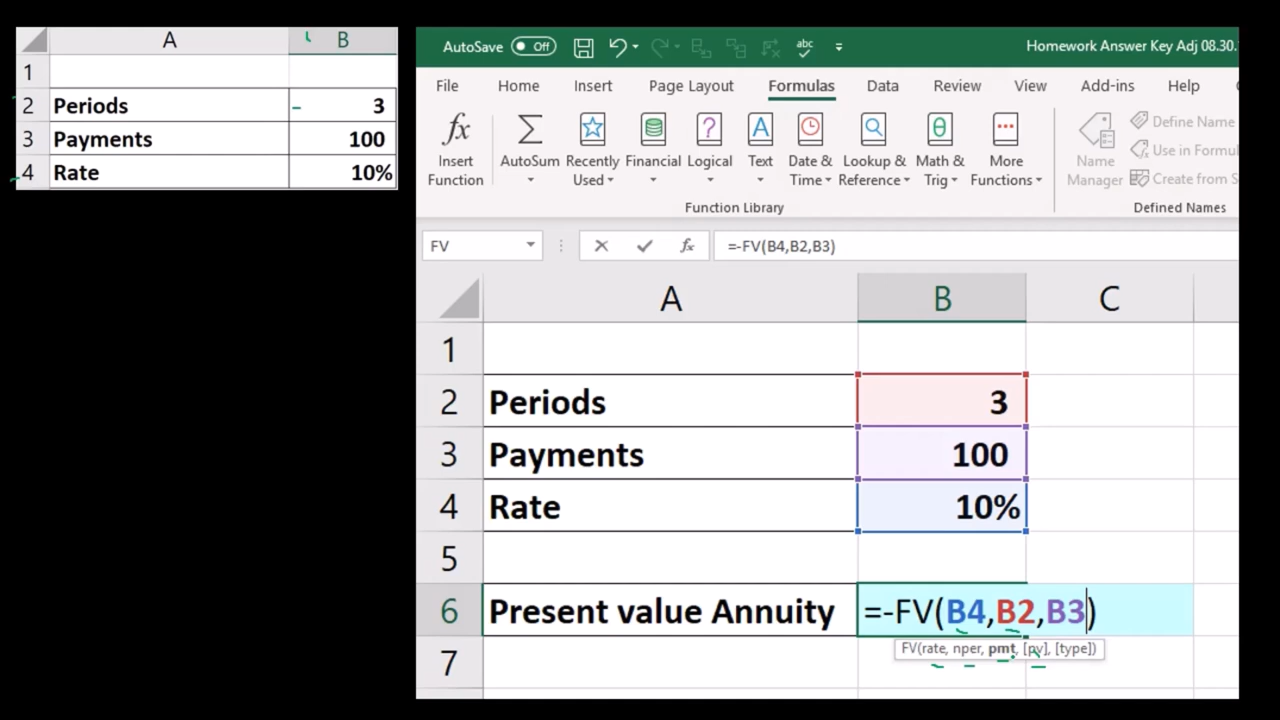 A B
1
2 Periods 3
3 Payments 100
4 Rate 10%
AutoSave Off abc Homework Answer Key Adj 08.30.
File Home Insert Page Layout Formulas Data Review View Add-ins Help
fx Insert Function
AutoSum
Recently Used
Financial
Logical
Text
Date & Time
Lookup & Reference
Math & Trig
More Functions
Function Library
Name Manager
Define Name
Use in Formul
Create from S
Defined Names
FV fx =-FV(B4,B2,B3)
A B C
1
2 Periods 3
3 Payments 100
4 Rate 10%
5
6 Present value Annuity =-FV(B4,B2,B3)
FV(rate, nper, pmt, [pv], [type])
7